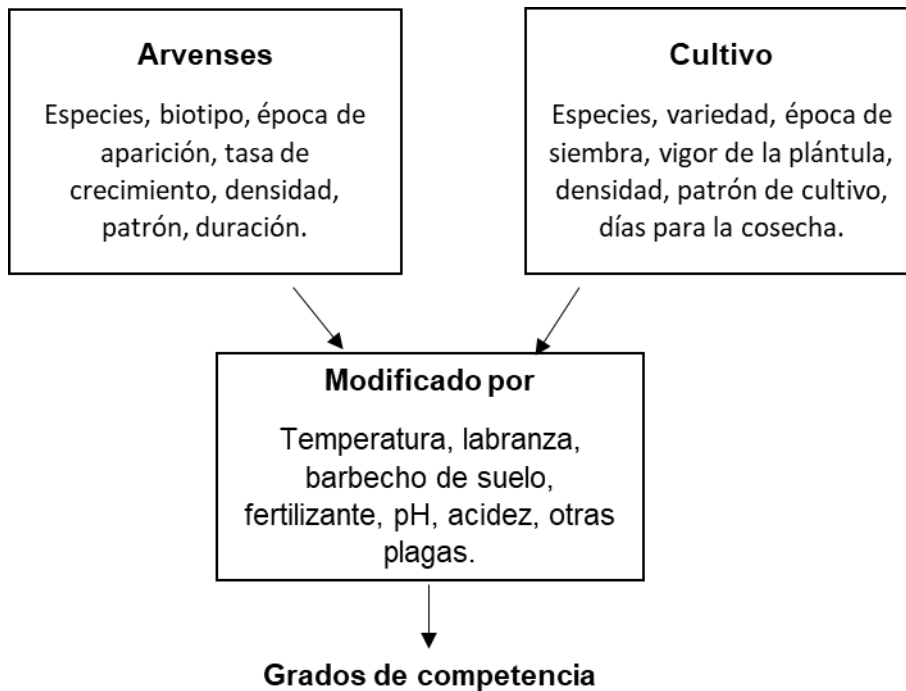 Arvenses
Especies, biotipo, época de
aparición, tasa de
crecimiento, densidad,
patrón, duración.
Cultivo
Especies, variedad, época de
siembra, vigor de la plántula,
densidad, patrón de cultivo,
días para la cosecha.
Modificado por
Temperatura, labranza,
barbecho de suelo,
fertilizante, pH, acidez, otras
plagas.
Grados de competencia